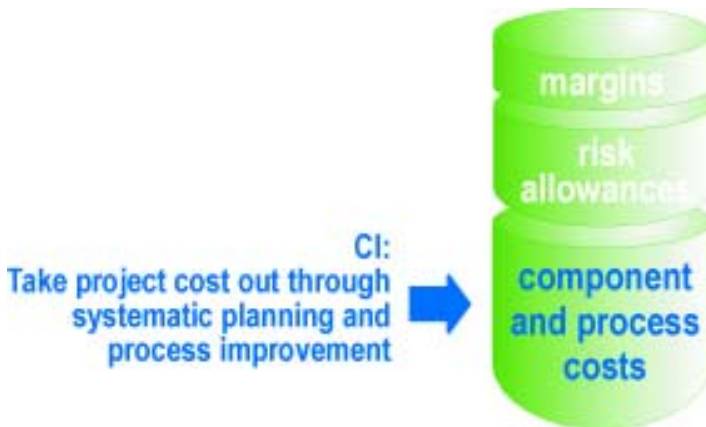 margins
risk
allowances
CI:
Take project cost out through
systematic planning and
process improvement
component
and process
costs